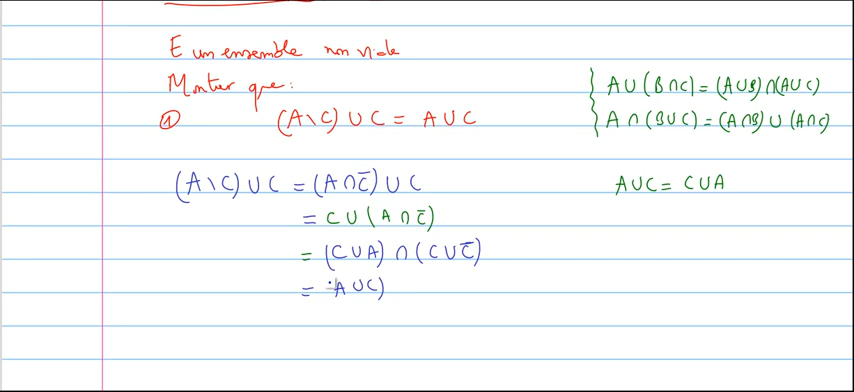 E un ensemble non vide
Montrer que:
① (A\C) ∪ C = A ∪ C
A ∪ (B ∩ C) = (A ∪ B) ∩ (A ∪ C)
A ∩ (B ∪ C) = (A ∩ B) ∪ (A ∩ C)
(A\C) ∪ C = (A ∩ C̅) ∪ C
A ∪ C = C ∪ A
= C ∪ (A ∩ C̅)
= (C ∪ A) ∩ (C ∪ C̅)
= A ∪ C)